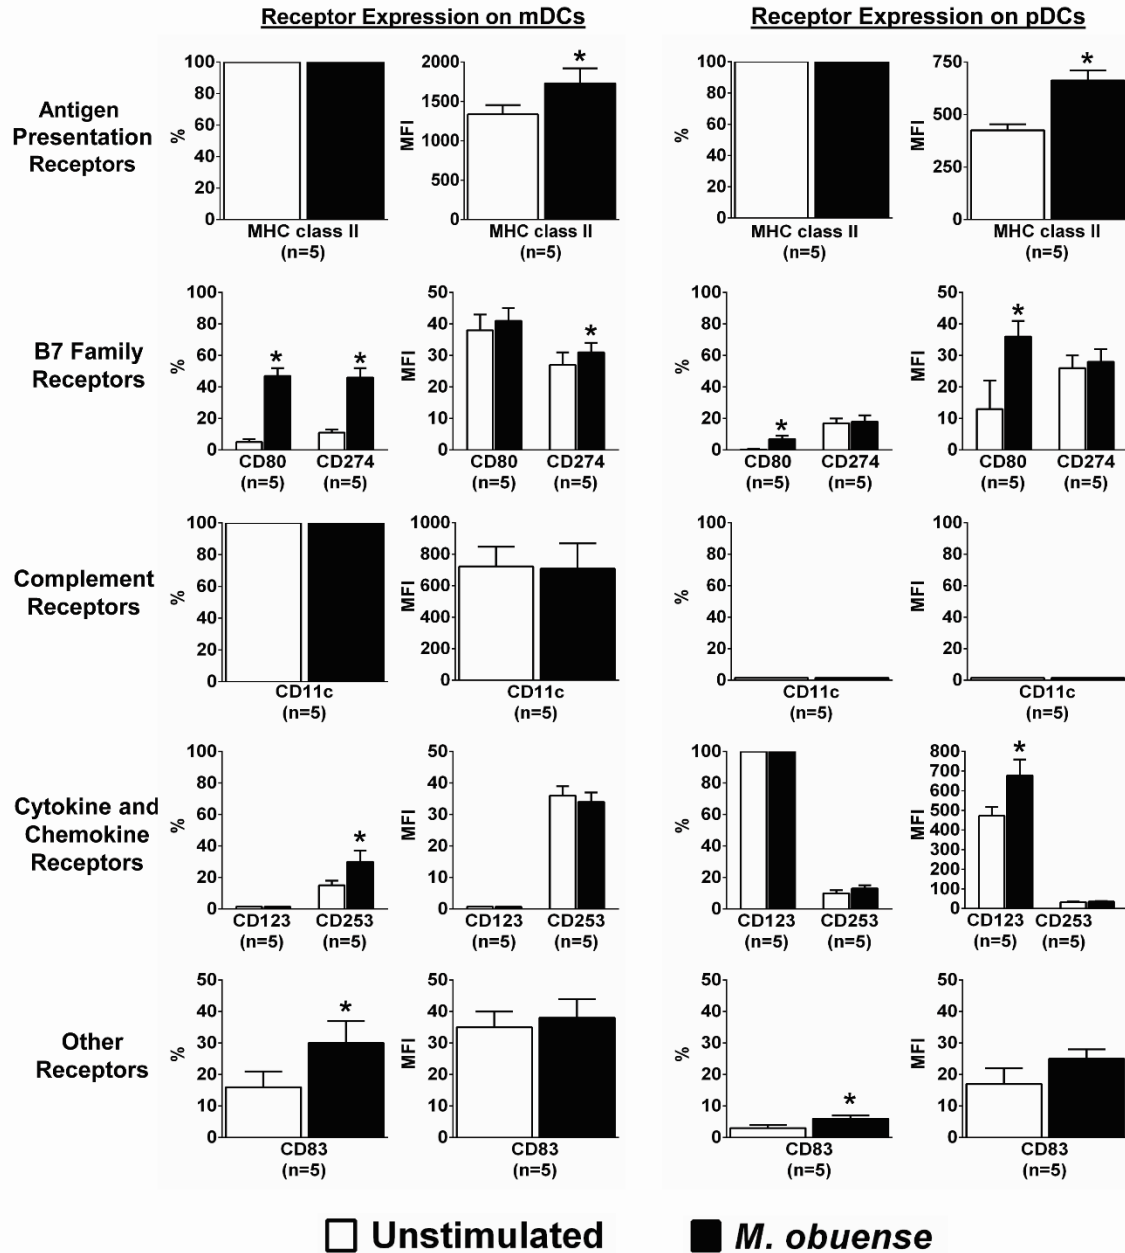 Receptor Expression on mDCs
Receptor Expression on pDCs
Antigen
Presentation
Receptors
%
100
80
60
40
20
0
MHC class II
(n=5)
MFI
2000
1500
1000
500
0
*
MHC class II
(n=5)
%
100
80
60
40
20
0
MHC class II
(n=5)
MFI
750
500
250
0
*
MHC class II
(n=5)
B7 Family
Receptors
%
100
80
60
40
20
0
* *
CD80 CD274
(n=5) (n=5)
MFI
50
40
30
20
10
0
*
CD80 CD274
(n=5) (n=5)
%
100
80
60
40
20
0
*
CD80 CD274
(n=5) (n=5)
MFI
50
40
30
20
10
0
*
CD80 CD274
(n=5) (n=5)
Complement
Receptors
%
100
80
60
40
20
0
CD11c
(n=5)
MFI
1000
800
600
400
200
0
CD11c
(n=5)
%
100
80
60
40
20
0
CD11c
(n=5)
MFI
100
80
60
40
20
0
CD11c
(n=5)
Cytokine and
Chemokine
Receptors
%
100
80
60
40
20
0
*
CD123 CD253
(n=5) (n=5)
MFI
50
40
30
20
10
0
CD123 CD253
(n=5) (n=5)
%
100
80
60
40
20
0
CD123 CD253
(n=5) (n=5)
MFI
800
700
600
500
400
300
200
100
0
*
CD123 CD253
(n=5) (n=5)
Other
Receptors
%
50
40
30
20
10
0
*
CD83
(n=5)
MFI
50
40
30
20
10
0
CD83
(n=5)
%
50
40
30
20
10
0
*
CD83
(n=5)
MFI
50
40
30
20
10
0
CD83
(n=5)
Unstimulated
M. obuense